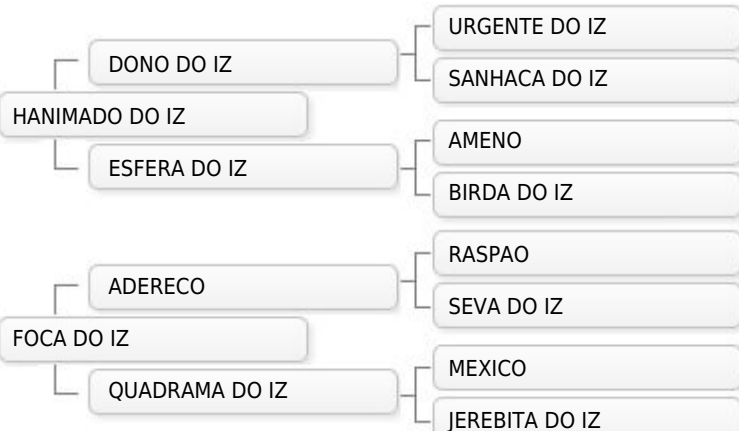 URGENTE DO IZ
DONO DO IZ
SANHACA DO IZ
HANIMADO DO IZ
AMENO
ESFERA DO IZ
BIRDA DO IZ
RASPAO
ADERECO
SEVA DO IZ
FOCA DO IZ
MEXICO
QUADRAMA DO IZ
JEREBITA DO IZ